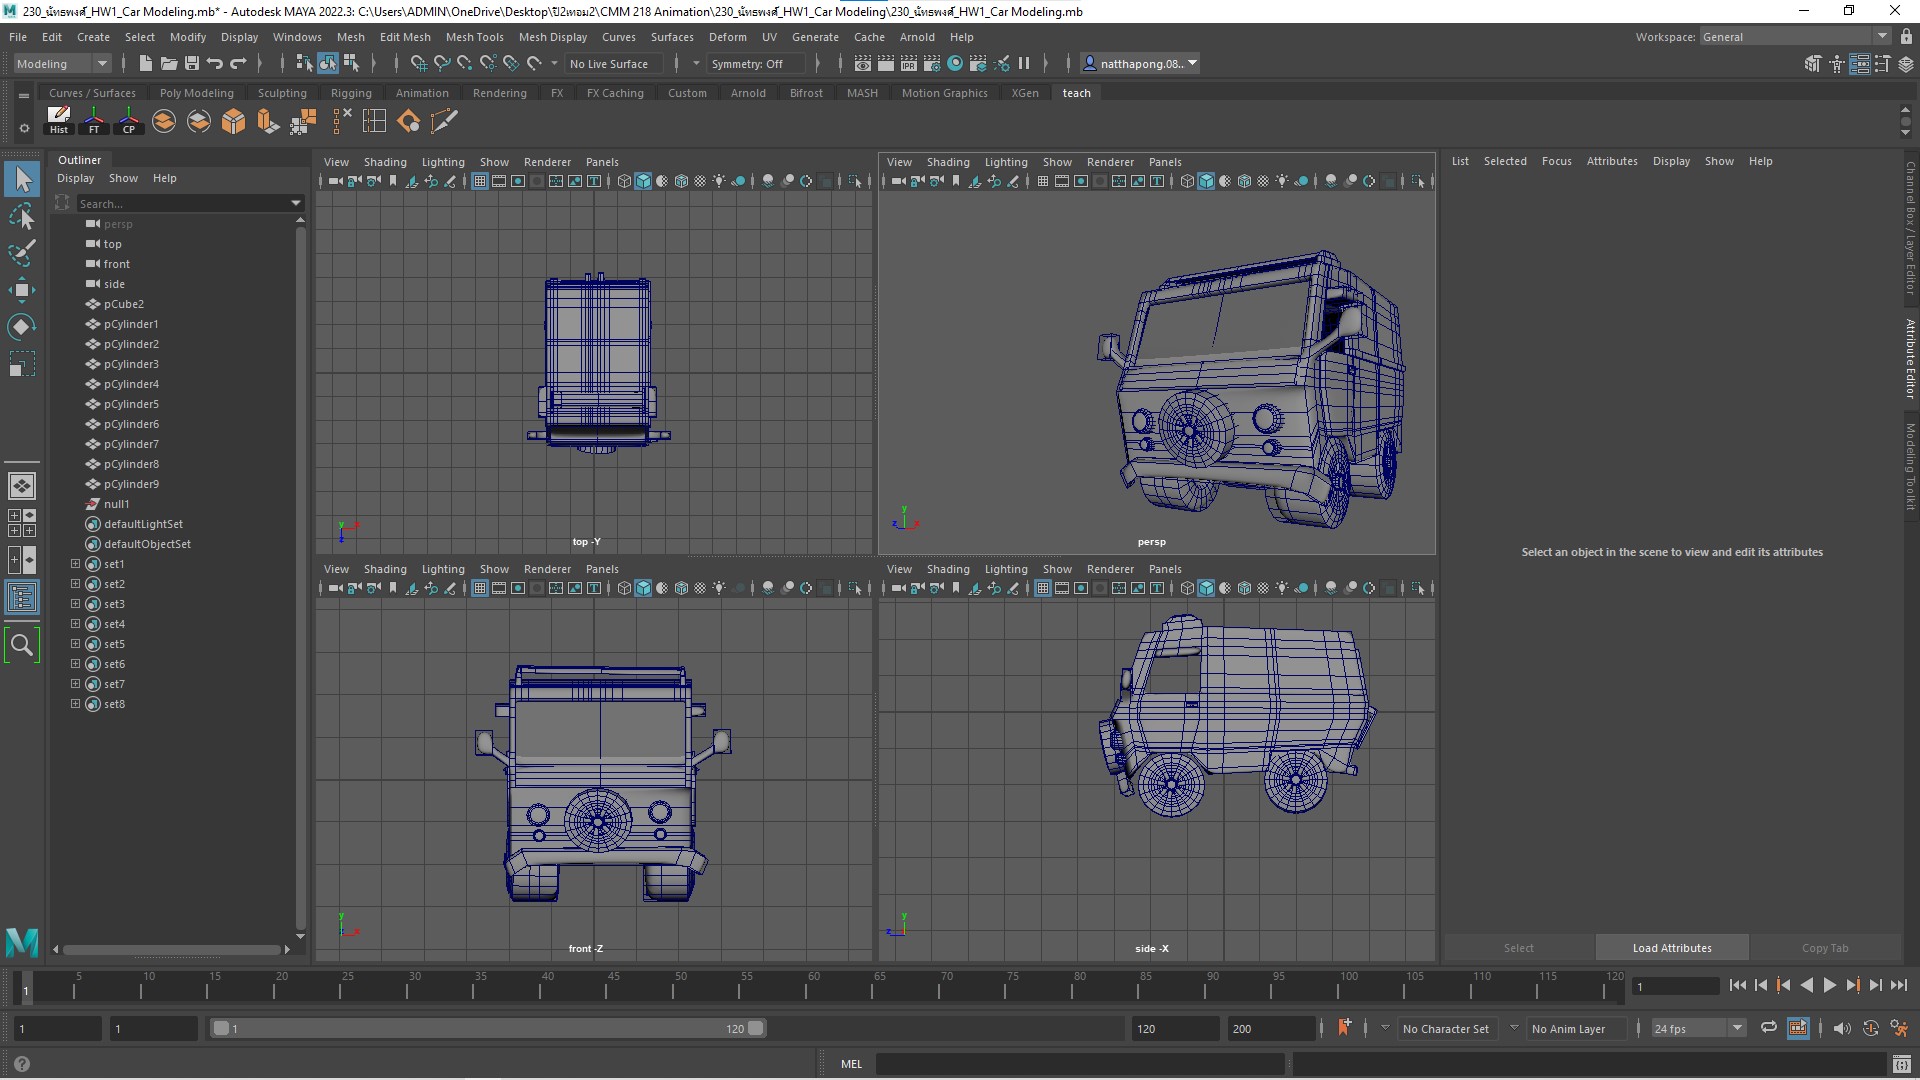 230_นัทธพงศ์_HW1_Car Modeling.mb* - Autodesk MAYA 2022.3: C:\Users\ADMIN\OneDrive\Desktop\ปี2เทอม2\CMM 218 Animation\230_นัทธพงศ์_HW1_Car Modeling\230_นัทธพงศ์_HW1_Car Modeling.mb
File Edit Create Select Modify Display Windows Mesh Edit Mesh Mesh Tools Mesh Display Curves Surfaces Deform UV Generate Cache Arnold Help Workspace: General
Modeling No Live Surface Symmetry: Off IPR natthapong.08...
Curves / Surfaces Poly Modeling Sculpting Rigging Animation Rendering FX FX Caching Custom Arnold Bifrost MASH Motion Graphics XGen teach
Hist FT CP
Outliner
Display Show Help
Search...
persp
top
front
side
pCube2
pCylinder1
pCylinder2
pCylinder3
pCylinder4
pCylinder5
pCylinder6
pCylinder7
pCylinder8
pCylinder9
null1
defaultLightSet
defaultObjectSet
set1
set2
set3
set4
set5
set6
set7
set8
View Shading Lighting Show Renderer Panels
top -Y
View Shading Lighting Show Renderer Panels
persp
View Shading Lighting Show Renderer Panels
front -Z
View Shading Lighting Show Renderer Panels
side -X
List Selected Focus Attributes Display Show Help
Select an object in the scene to view and edit its attributes
Select Load Attributes Copy Tab
Channel Box / Layer Editor
Attribute Editor
Modeling Toolkit
5 10 15 20 25 30 35 40 45 50 55 60 65 70 75 80 85 90 95 100 105 110 115 120
1 1
1 1 1 120 120 200 No Character Set No Anim Layer 24 fps
MEL